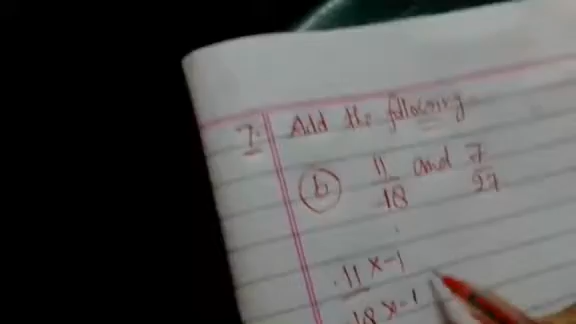 7. Add the following
(b) 11/18 and 7/27
-11 x -1
-18 x -1